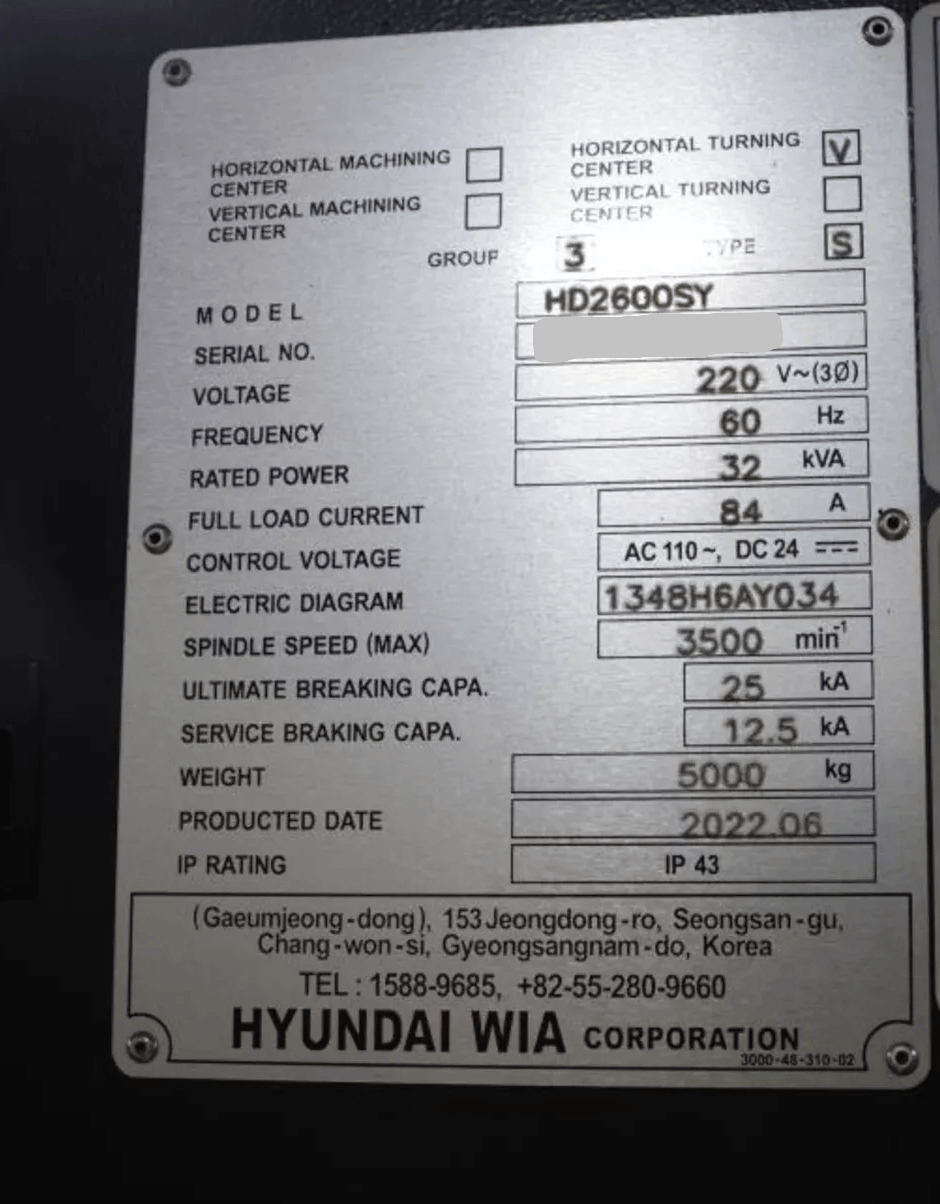 HORIZONTAL MACHINING CENTER
HORIZONTAL TURNING CENTER V
VERTICAL MACHINING CENTER
VERTICAL TURNING CENTER
GROUP 3 TYPE S
MODEL HD2600SY
SERIAL NO.
VOLTAGE 220 V~(3Ø)
FREQUENCY 60 Hz
RATED POWER 32 kVA
FULL LOAD CURRENT 84 A
CONTROL VOLTAGE AC 110~, DC 24 ⎓
ELECTRIC DIAGRAM 1348H6AY034
SPINDLE SPEED (MAX) 3500 min⁻¹
ULTIMATE BREAKING CAPA. 25 kA
SERVICE BRAKING CAPA. 12.5 kA
WEIGHT 5000 kg
PRODUCTED DATE 2022.06
IP RATING IP 43
(Gaeumjeong-dong), 153 Jeongdong-ro, Seongsan-gu,
Chang-won-si, Gyeongsangnam-do, Korea
TEL : 1588-9685, +82-55-280-9660
HYUNDAI WIA CORPORATION
3000-48-310-02